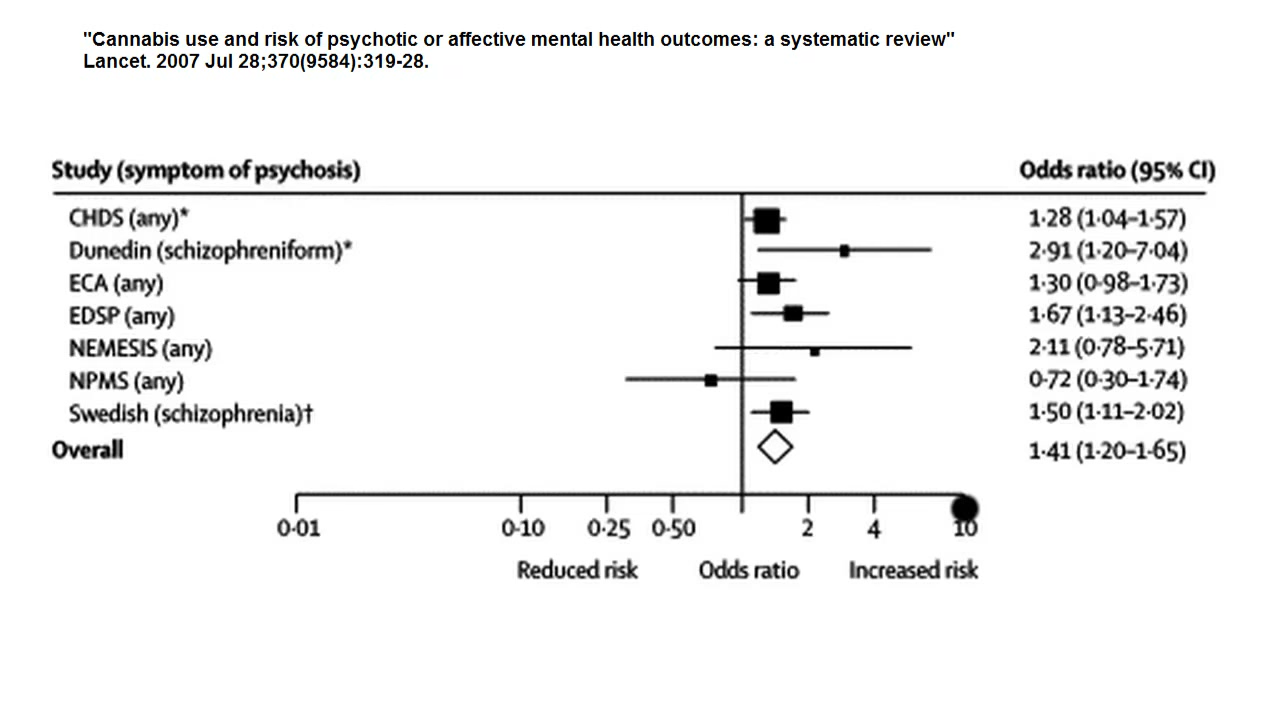 "Cannabis use and risk of psychotic or affective mental health outcomes: a systematic review"
Lancet. 2007 Jul 28;370(9584):319-28.
Study (symptom of psychosis) Odds ratio (95% CI)
CHDS (any)* 1·28 (1·04–1·57)
Dunedin (schizophreniform)* 2·91 (1·20–7·04)
ECA (any) 1·30 (0·98–1·73)
EDSP (any) 1·67 (1·13–2·46)
NEMESIS (any) 2·11 (0·78–5·71)
NPMS (any) 0·72 (0·30–1·74)
Swedish (schizophrenia)† 1·50 (1·11–2·02)
Overall 1·41 (1·20–1·65)
0·01 0·10 0·25 0·50 2 4 10
Reduced risk Odds ratio Increased risk